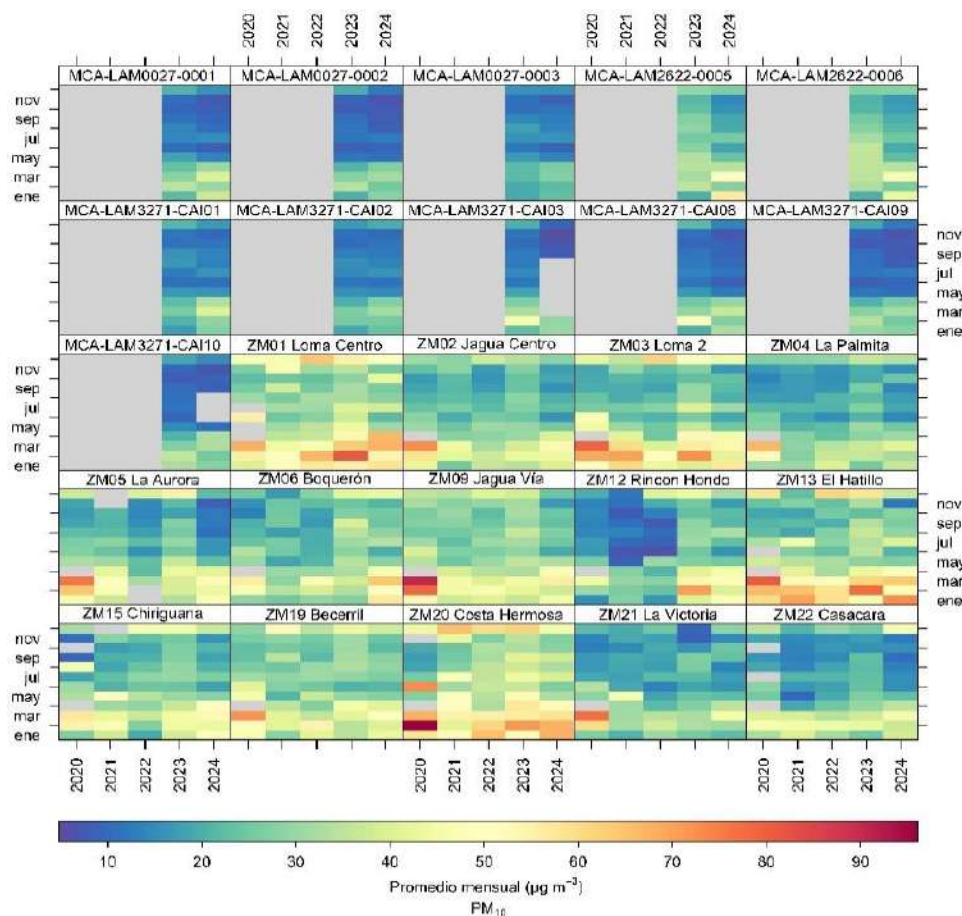 2020 2021 2022 2023 2024 2020 2021 2022 2023 2024
MCA-LAM0027-0001 MCA-LAM0027-0002 MCA-LAM0027-0003 MCA-LAM2622-0005 MCA-LAM2622-0006
nov
sep
jul
may
mar
ene
MCA-LAM3271-CAI01 MCA-LAM3271-CAI02 MCA-LAM3271-CAI03 MCA-LAM3271-CAI08 MCA-LAM3271-CAI09
nov
sep
jul
may
mar
ene
MCA-LAM3271-CAI10 ZM01 Loma Centro ZM02 Jagua Centro ZM03 Loma 2 ZM04 La Palmita
nov
sep
jul
may
mar
ene
ZM05 La Aurora ZM06 Boquerón ZM09 Jagua Vía ZM12 Rincon Hondo ZM13 El Hatillo
nov
sep
jul
may
mar
ene
ZM15 Chiriguana ZM19 Becerril ZM20 Costa Hermosa ZM21 La Victoria ZM22 Casacara
nov
sep
jul
may
mar
ene
2020 2021 2022 2023 2024 2020 2021 2022 2023 2024 2020 2021 2022 2023 2024
10 20 30 40 50 60 70 80 90
Promedio mensual (µg m⁻³)
PM₁₀